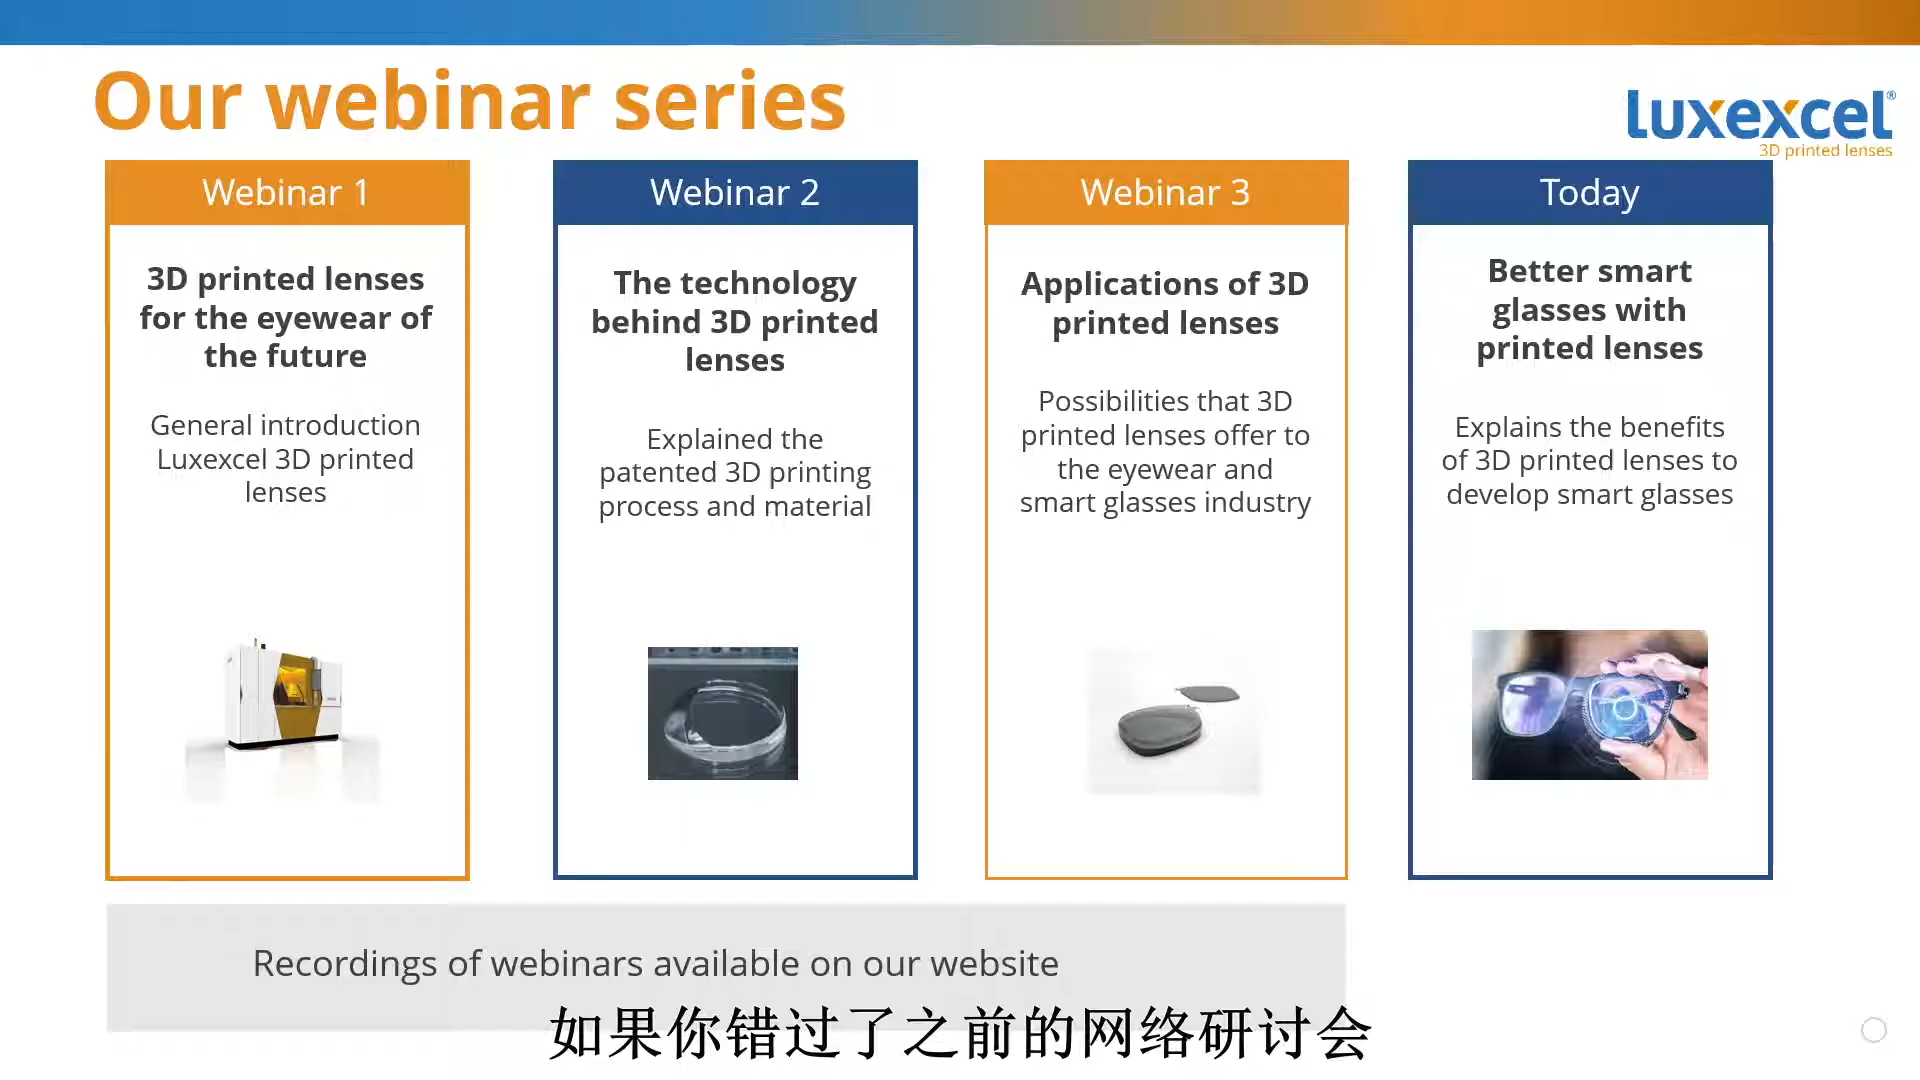 Our webinar series
luxexcel®
3D printed lenses
Webinar 1
3D printed lenses
for the eyewear of
the future
General introduction
Luxexcel 3D printed
lenses
Webinar 2
The technology
behind 3D printed
lenses
Explained the
patented 3D printing
process and material
Webinar 3
Applications of 3D
printed lenses
Possibilities that 3D
printed lenses offer to
the eyewear and
smart glasses industry
Today
Better smart
glasses with
printed lenses
Explains the benefits
of 3D printed lenses to
develop smart glasses
Recordings of webinars available on our website
如果你错过了之前的网络研讨会